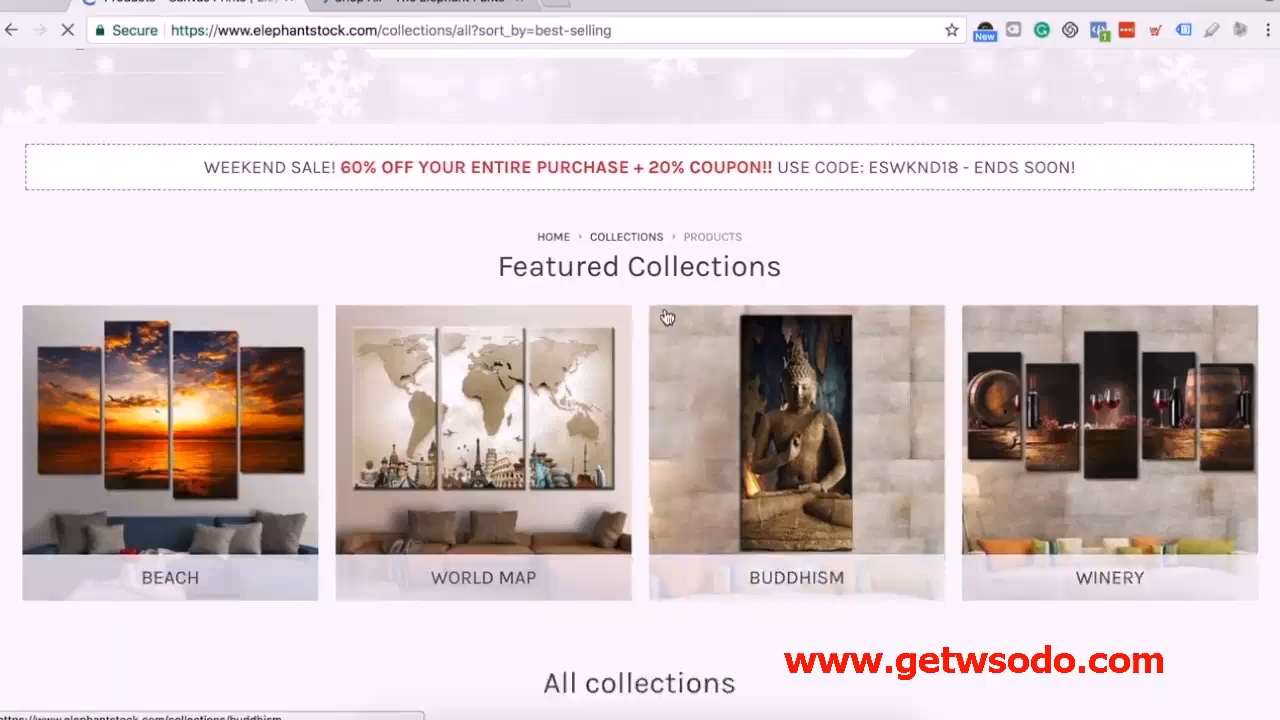 Secure https://www.elephantstock.com/collections/all?sort_by=best-selling
New
1
WEEKEND SALE! 60% OFF YOUR ENTIRE PURCHASE + 20% COUPON!! USE CODE: ESWKND18 - ENDS SOON!
HOME › COLLECTIONS › PRODUCTS
Featured Collections
BEACH
WORLD MAP
BUDDHISM
WINERY
www.getwsodo.com
All collections